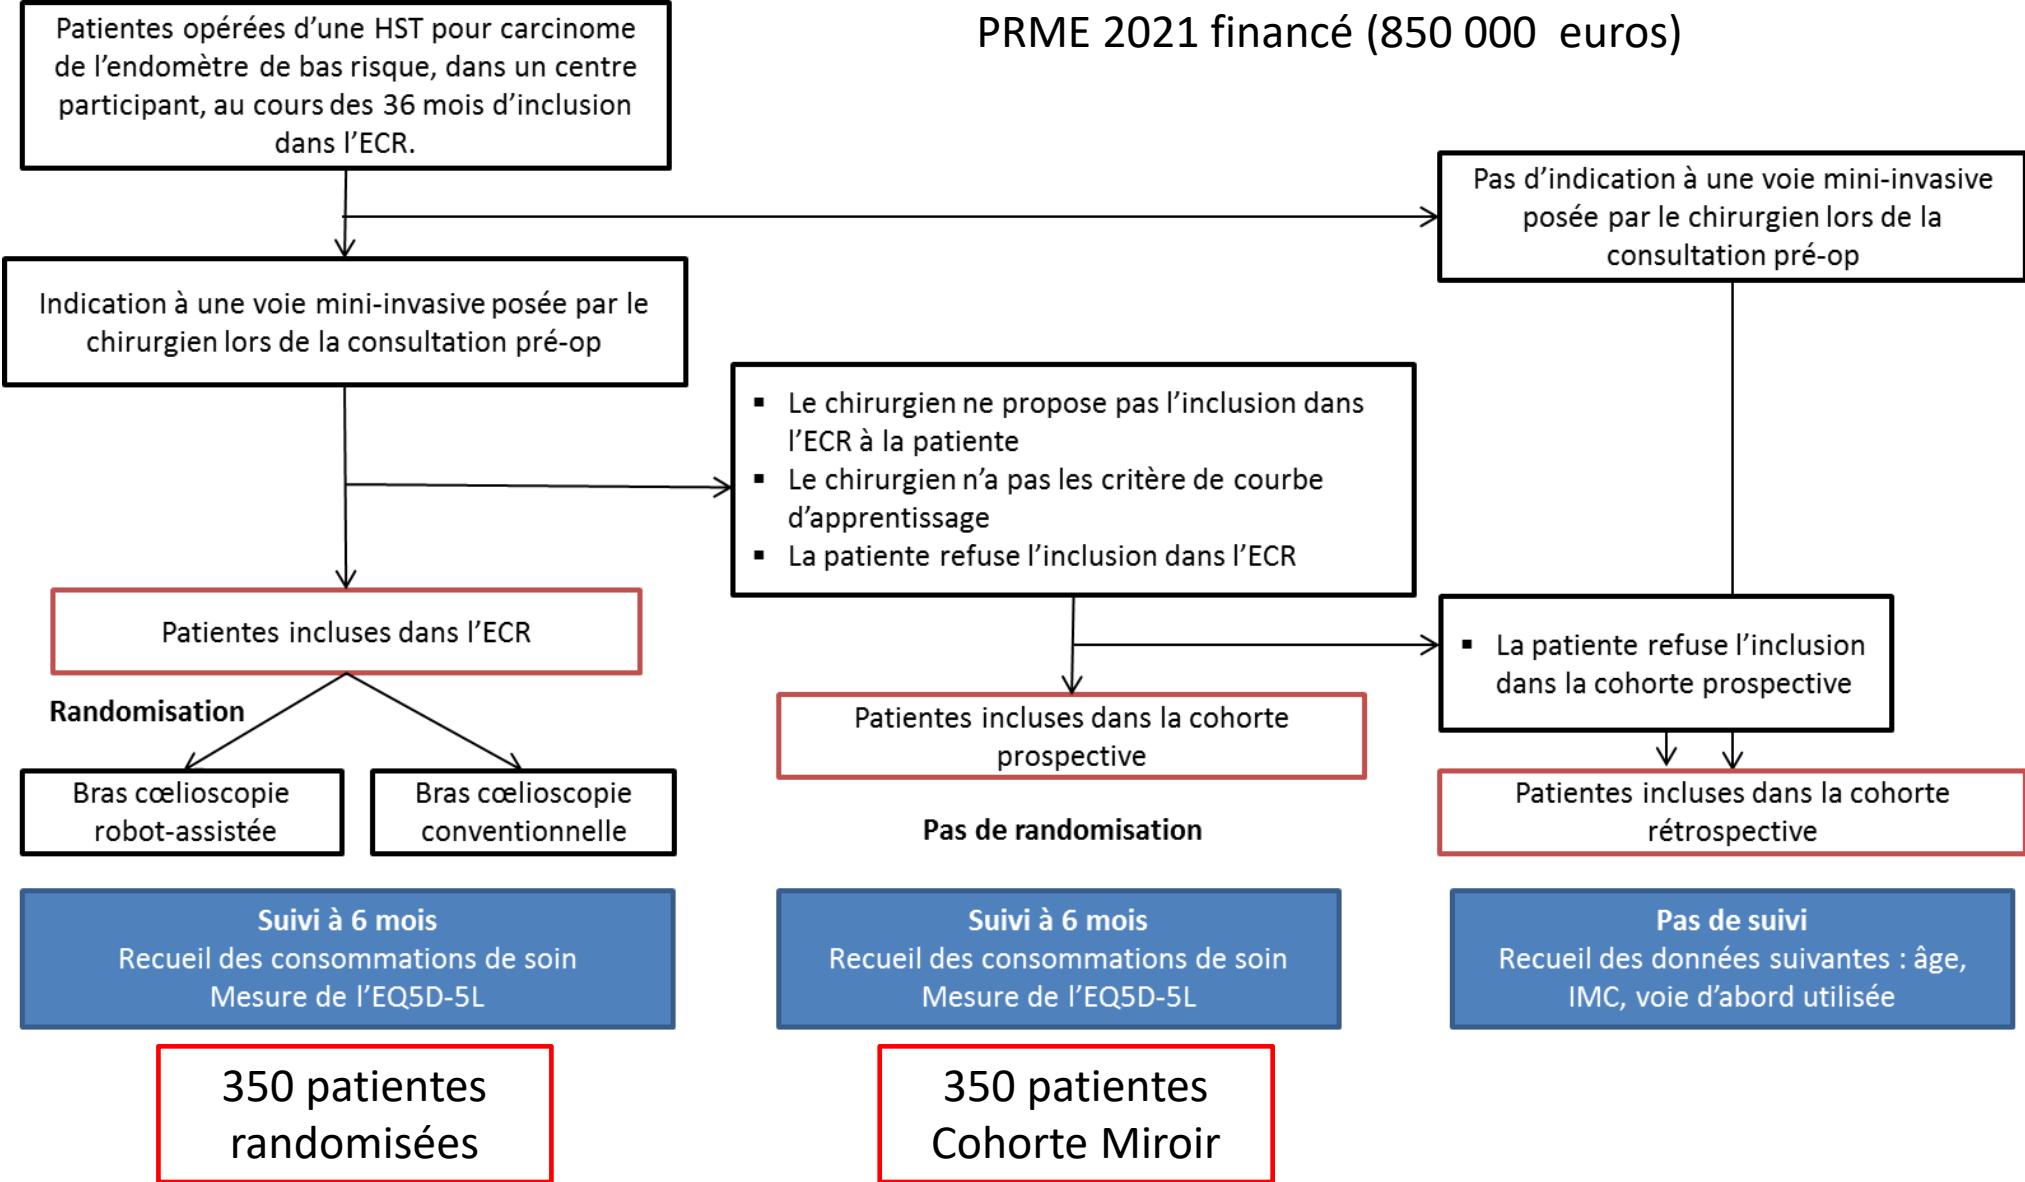 PRME 2021 financé (850 000 euros)
Patientes opérées d’une HST pour carcinome
de l’endomètre de bas risque, dans un centre
participant, au cours des 36 mois d’inclusion
dans l’ECR.
Pas d’indication à une voie mini-invasive
posée par le chirurgien lors de la
consultation pré-op
Indication à une voie mini-invasive posée par le
chirurgien lors de la consultation pré-op
▪ Le chirurgien ne propose pas l’inclusion dans
l’ECR à la patiente
▪ Le chirurgien n’a pas les critère de courbe
d’apprentissage
▪ La patiente refuse l’inclusion dans l’ECR
Patientes incluses dans l’ECR
▪ La patiente refuse l’inclusion
dans la cohorte prospective
Randomisation
Patientes incluses dans la cohorte
prospective
Bras cœlioscopie
robot-assistée
Bras cœlioscopie
conventionnelle
Pas de randomisation
Patientes incluses dans la cohorte
rétrospective
Suivi à 6 mois
Recueil des consommations de soin
Mesure de l’EQ5D-5L
Suivi à 6 mois
Recueil des consommations de soin
Mesure de l’EQ5D-5L
Pas de suivi
Recueil des données suivantes : âge,
IMC, voie d’abord utilisée
350 patientes
randomisées
350 patientes
Cohorte Miroir